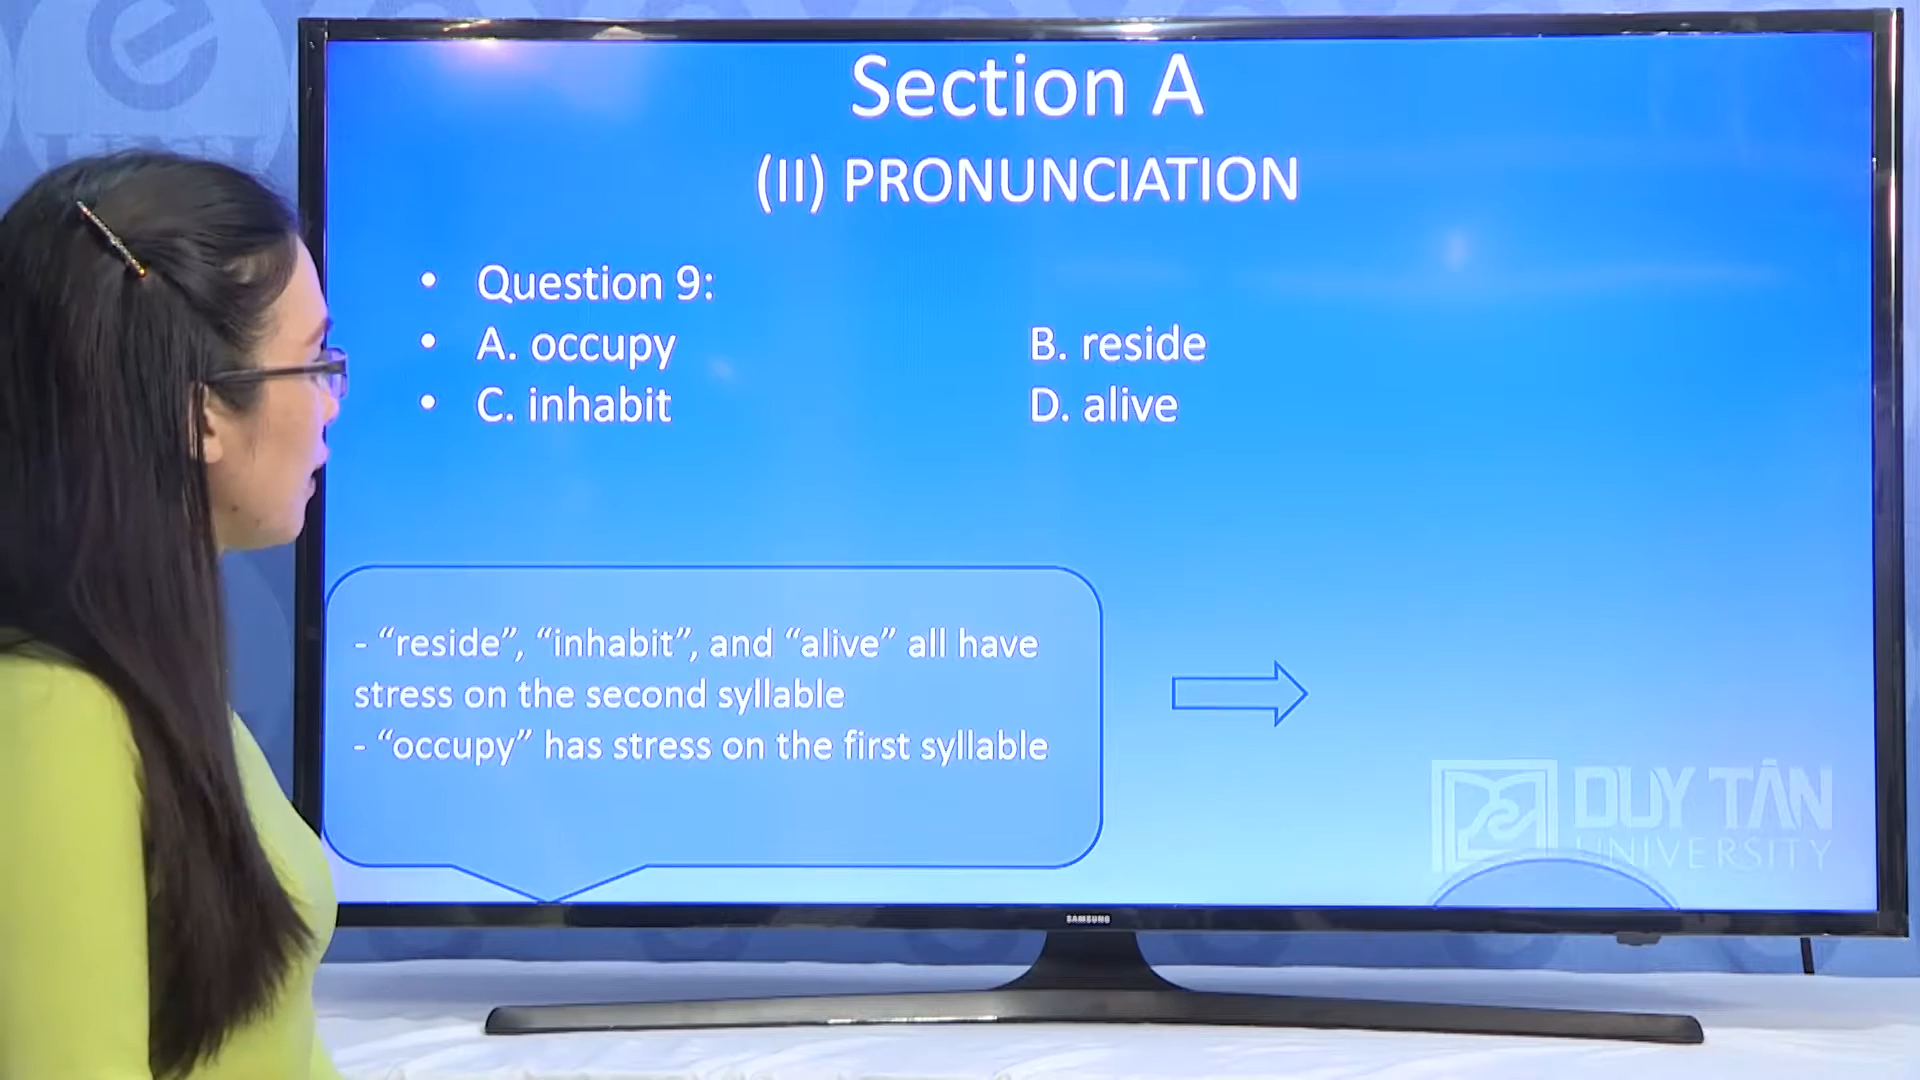 Section A
(II) PRONUNCIATION
• Question 9:
• A. occupy B. reside
• C. inhabit D. alive
- “reside”, “inhabit”, and “alive” all have
stress on the second syllable
- “occupy” has stress on the first syllable
DUY TÂN
UNIVERSITY
SAMSUNG